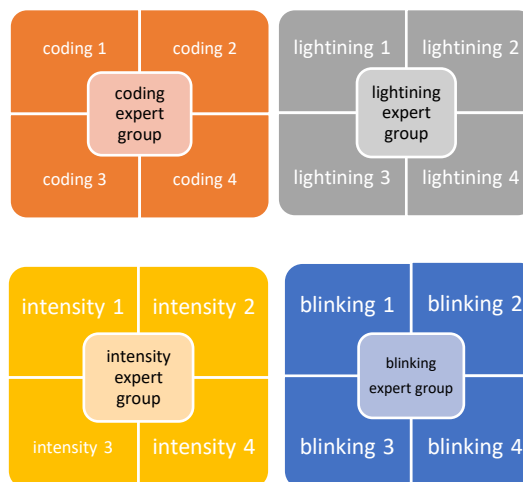 coding 1
coding 2
coding
expert
group
coding 3
coding 4
lightining 1
lightining 2
lightining
expert
group
lightining 3
lightining 4
intensity 1
intensity 2
intensity
expert
group
intensity 3
intensity 4
blinking 1
blinking 2
blinking
expert group
blinking 3
blinking 4